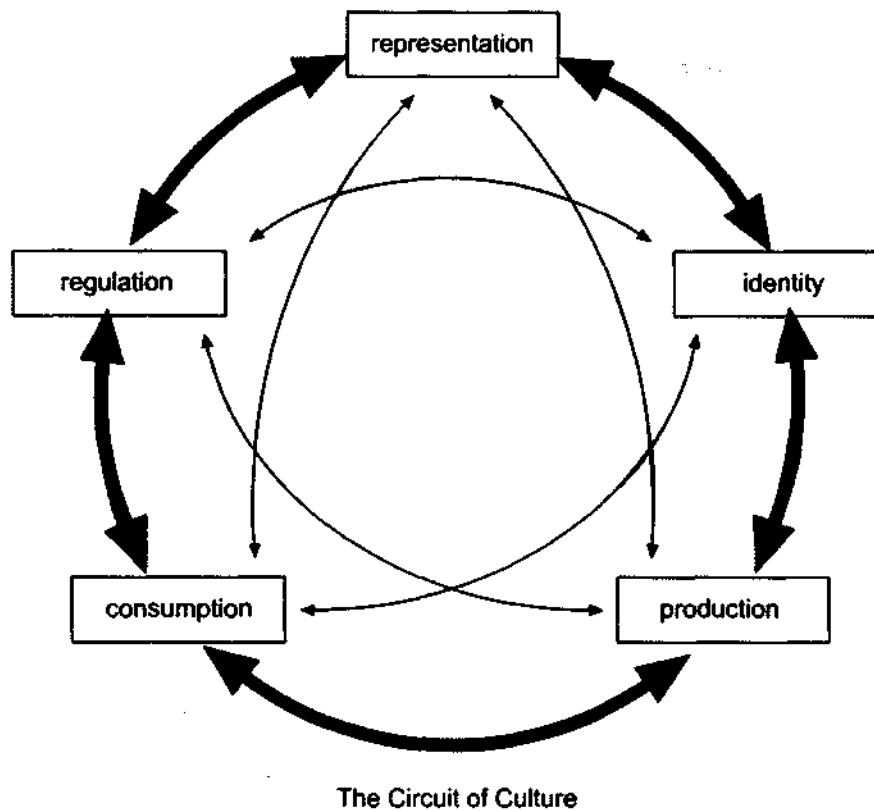 representation
regulation
identity
consumption
production
The Circuit of Culture